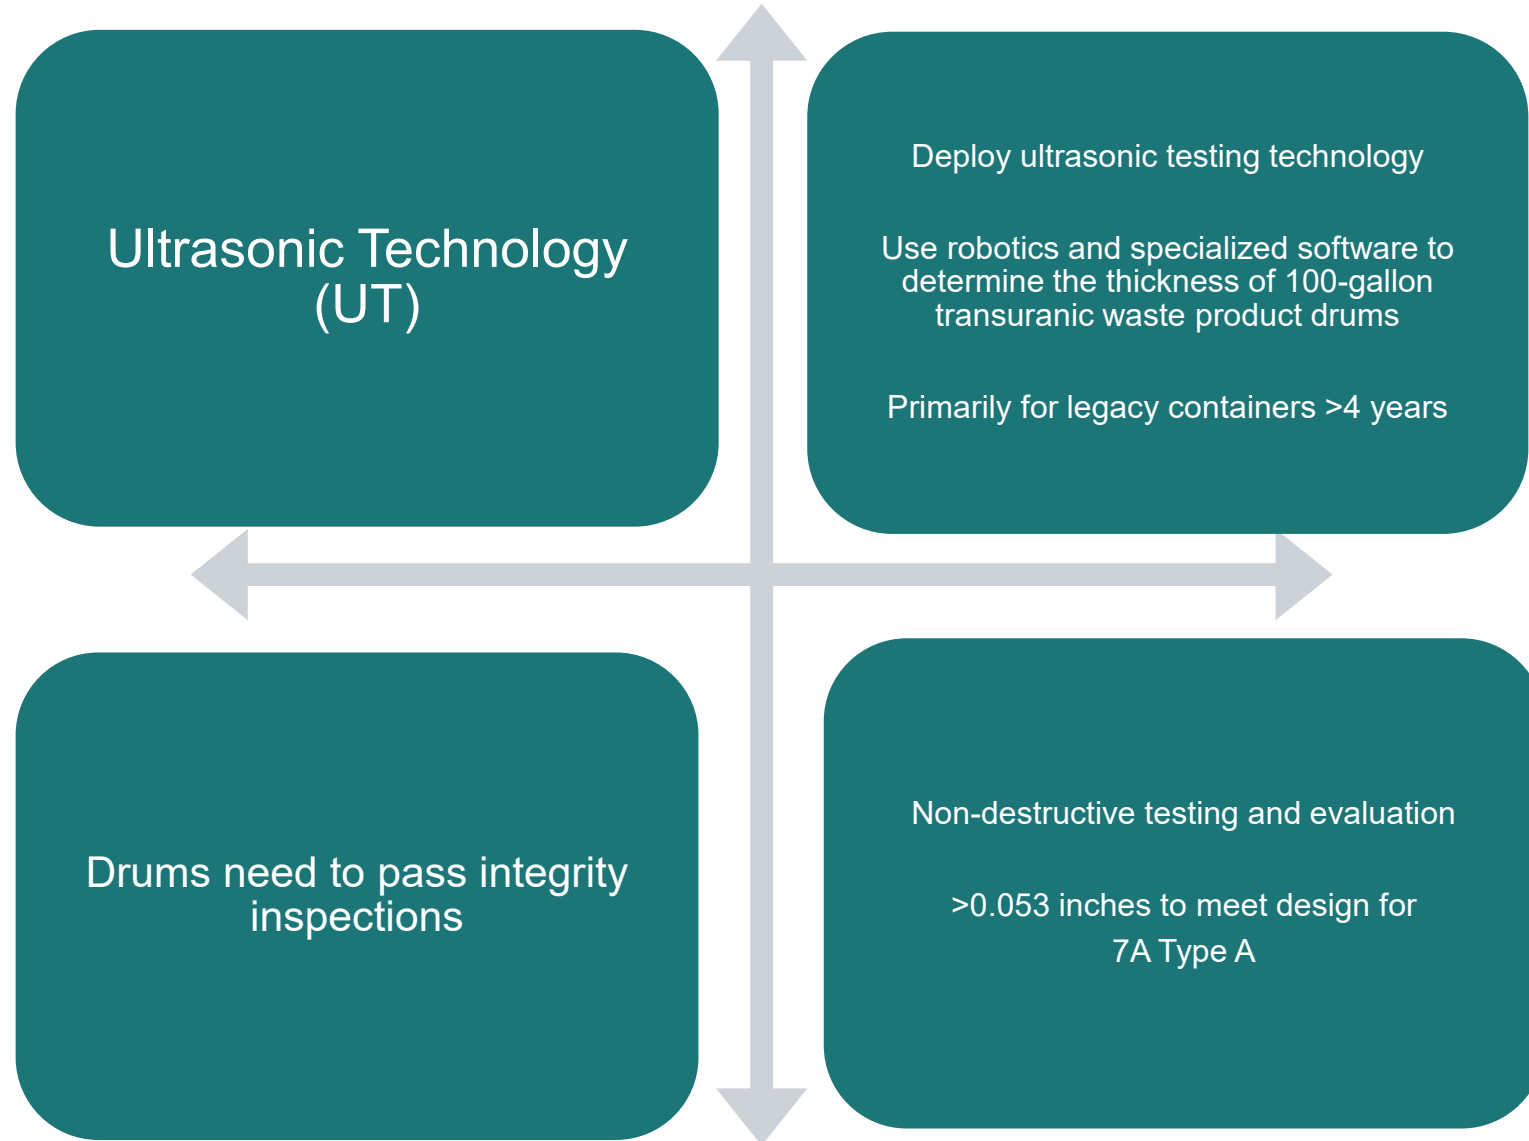 Ultrasonic Technology
(UT)
Deploy ultrasonic testing technology
Use robotics and specialized software to
determine the thickness of 100-gallon
transuranic waste product drums
Primarily for legacy containers >4 years
Drums need to pass integrity
inspections
Non-destructive testing and evaluation
>0.053 inches to meet design for
7A Type A